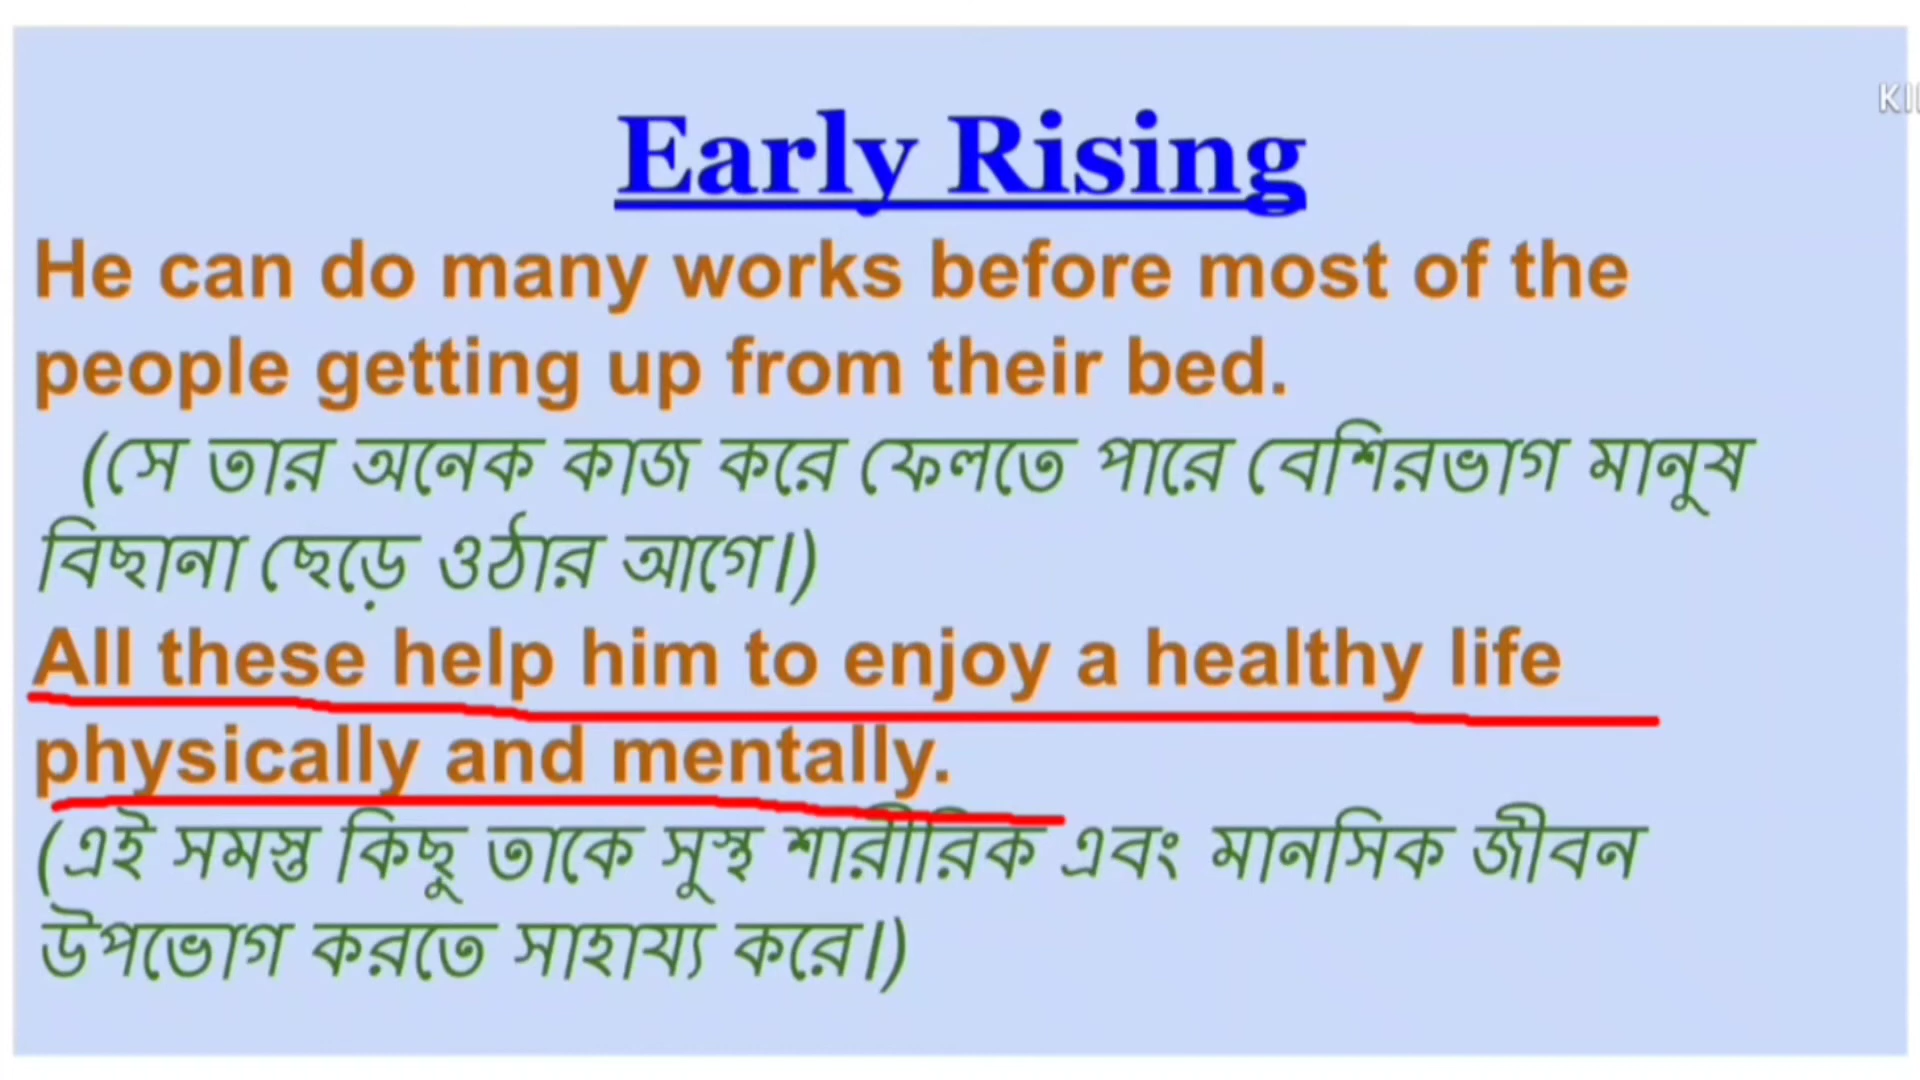 Early Rising
He can do many works before most of the
people getting up from their bed.
(সে তার অনেক কাজ করে ফেলতে পারে বেশিরভাগ মানুষ
বিছানা ছেড়ে ওঠার আগে।)
All these help him to enjoy a healthy life
physically and mentally.
(এই সমস্ত কিছু তাকে সুস্থ শারীরিক এবং মানসিক জীবন
উপভোগ করতে সাহায্য করে।)